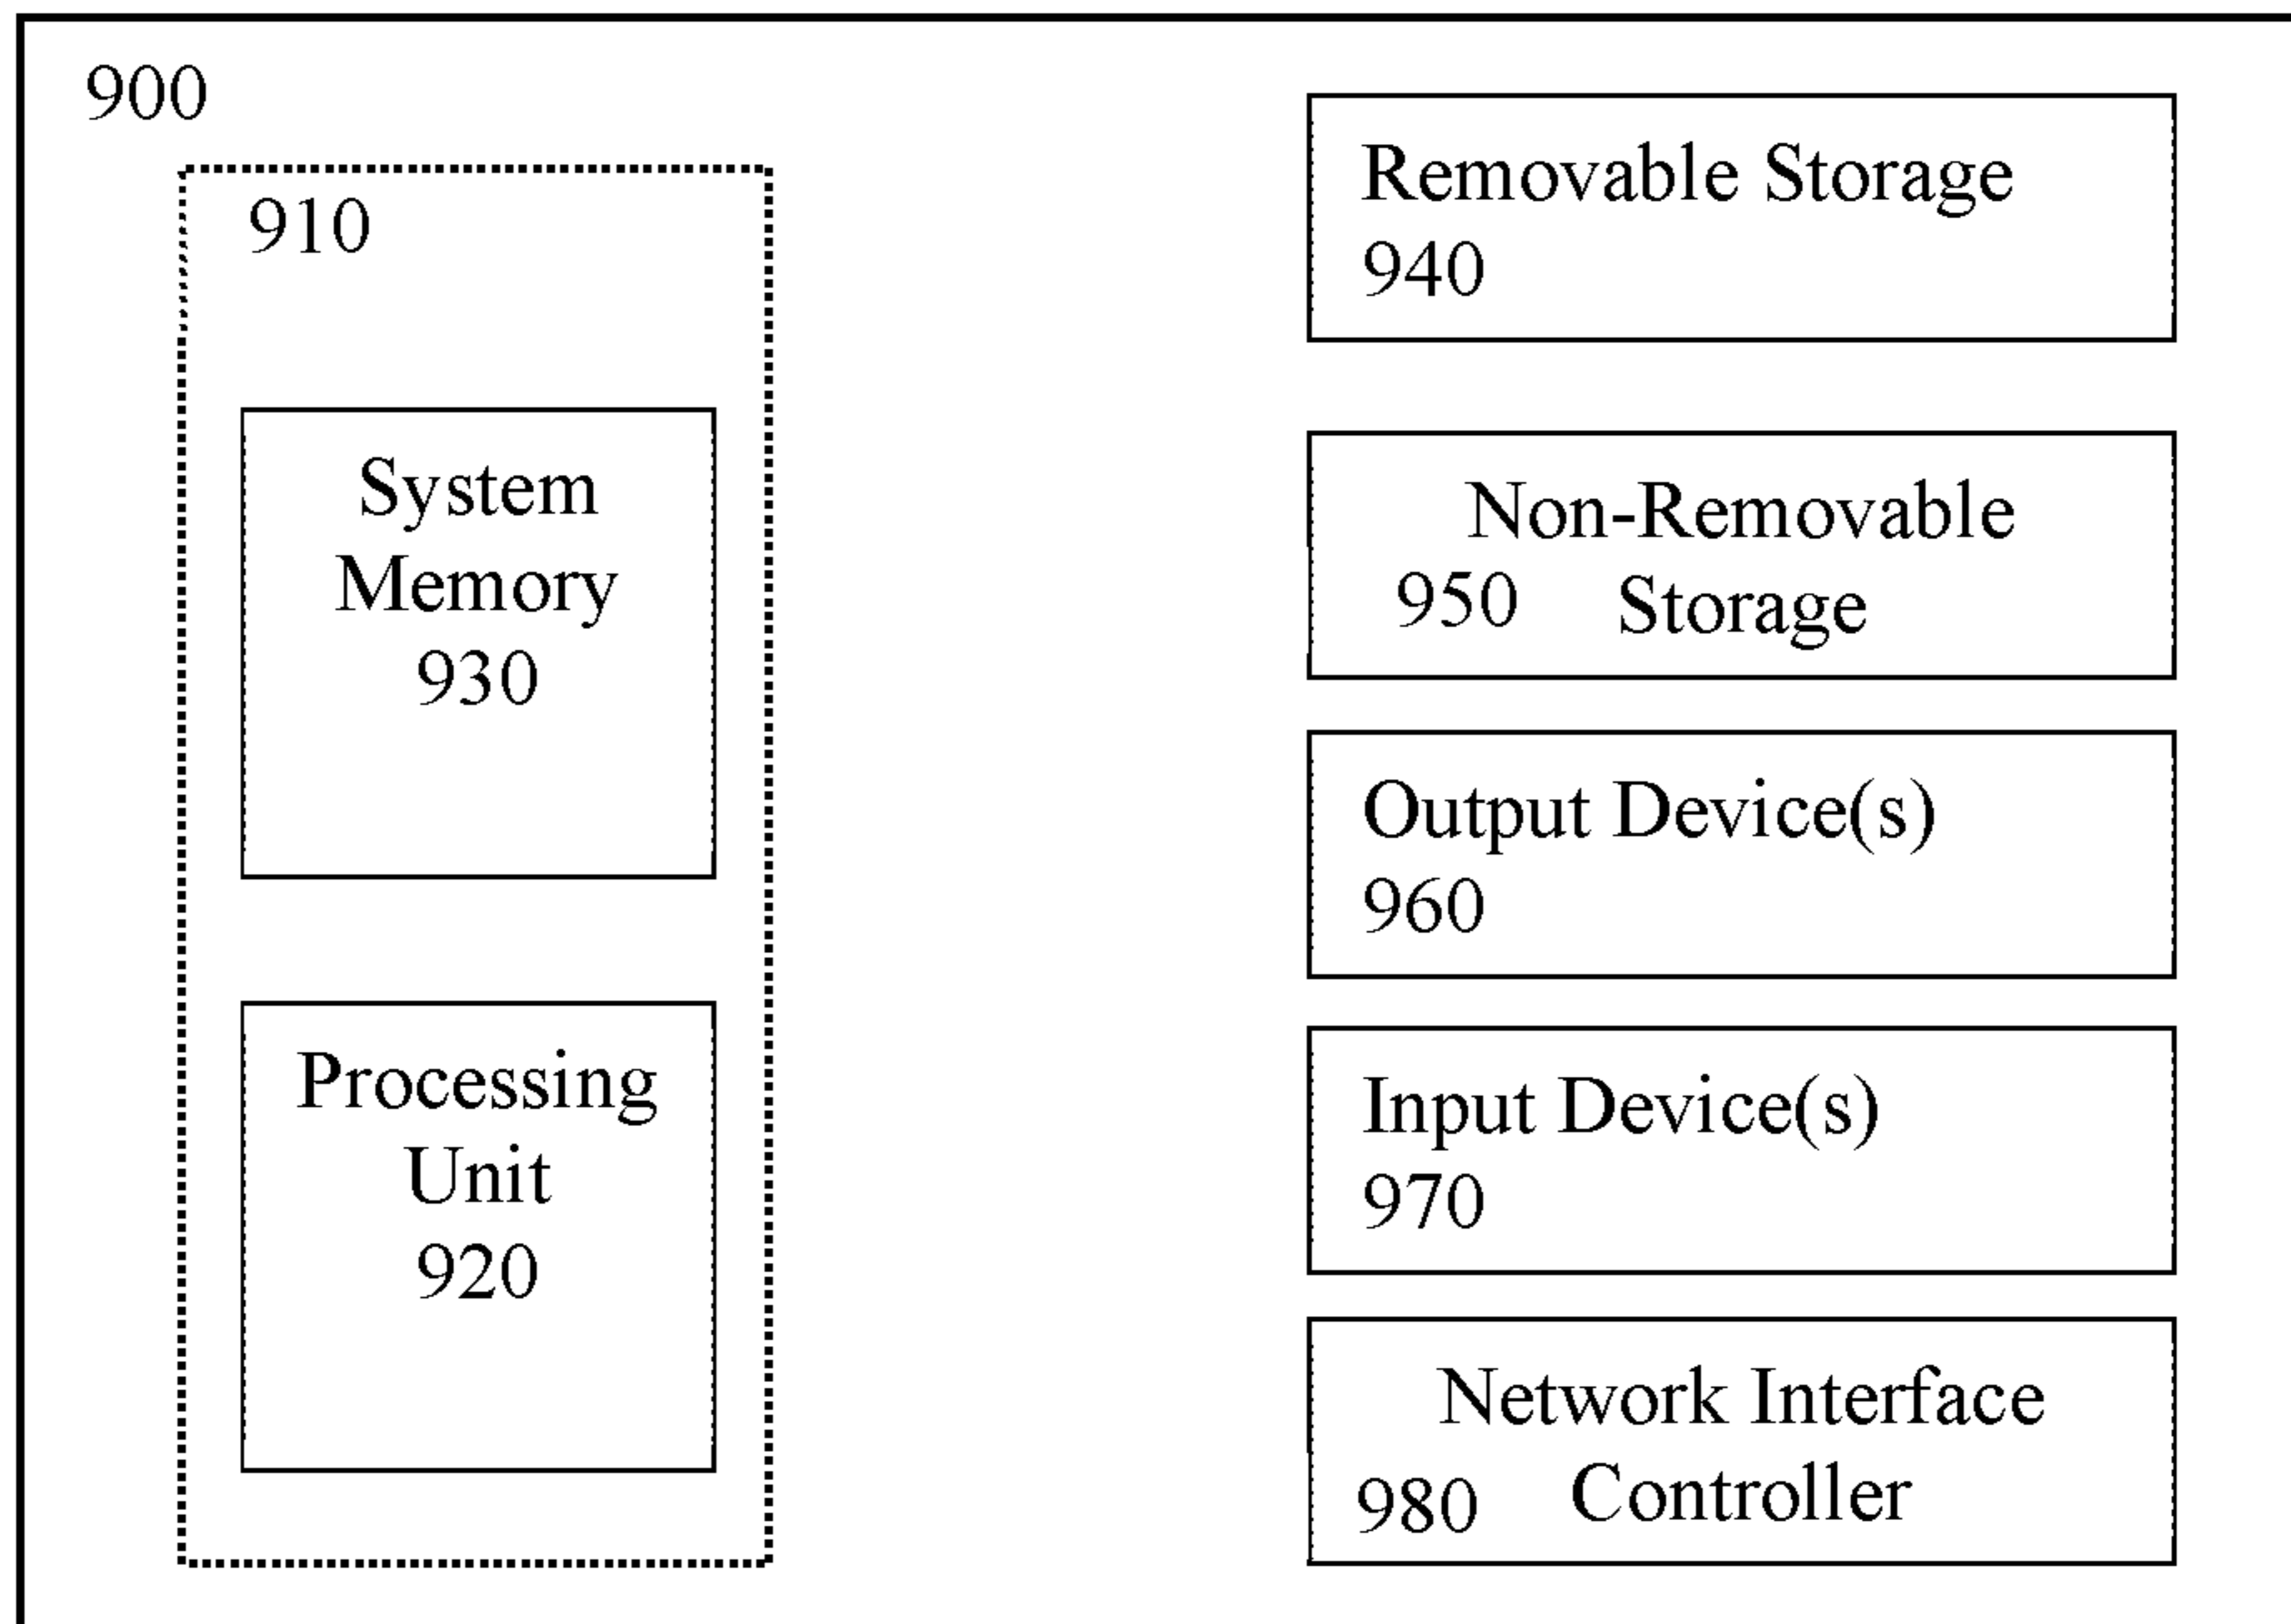 900
910
System
Memory
930
Processing
Unit
920
Removable Storage
940
Non-Removable
950 Storage
Output Device(s)
960
Input Device(s)
970
Network Interface
980 Controller